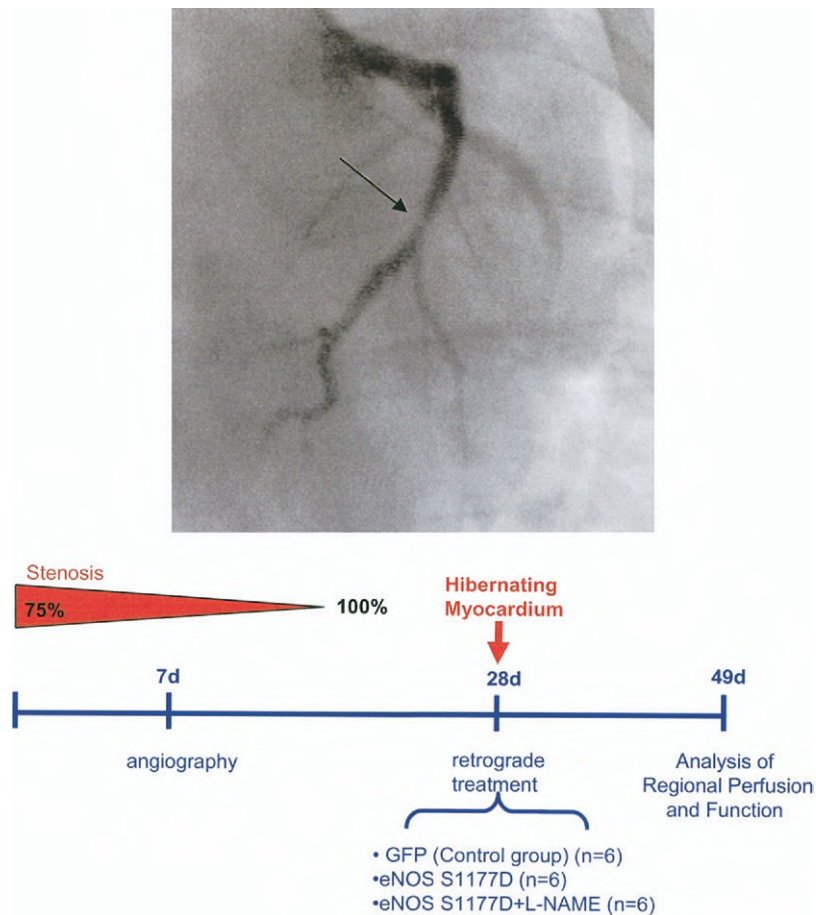 Stenosis
75%
100%
Hibernating
Myocardium
7d
28d
49d
angiography
retrograde
treatment
Analysis of
Regional Perfusion
and Function
• GFP (Control group) (n=6)
•eNOS S1177D (n=6)
•eNOS S1177D+L-NAME (n=6)